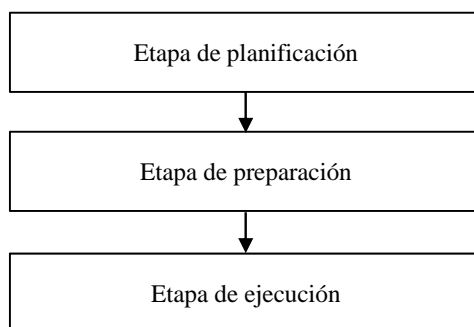 Etapa de planificación
Etapa de preparación
Etapa de ejecución